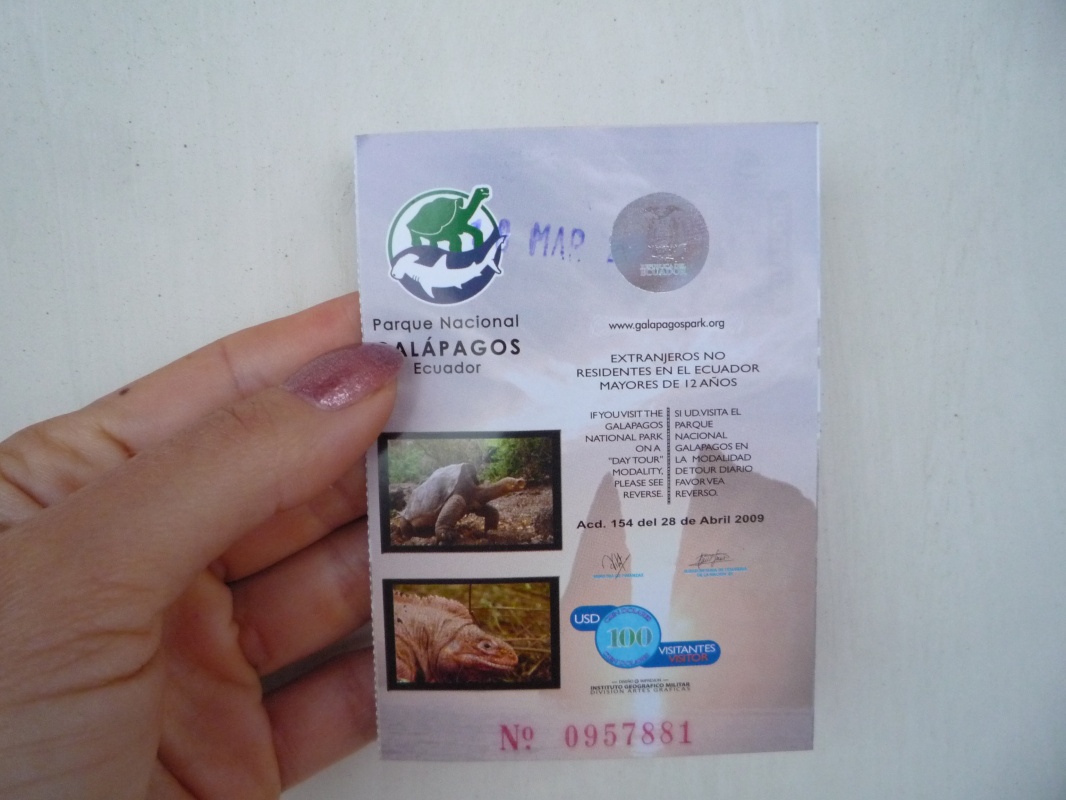 MAR
ECUADOR
Parque Nacional
GALÁPAGOS
Ecuador
www.galapagospark.org
EXTRANJEROS NO
RESIDENTES EN EL ECUADOR
MAYORES DE 12 AÑOS
IF YOU VISIT THE
GALAPAGOS
NATIONAL PARK
ON A
"DAY TOUR"
MODALITY,
PLEASE SEE
REVERSE.
SI UD. VISITA EL
PARQUE
NACIONAL
GALAPAGOS EN
LA MODALIDAD
DE TOUR DIARIO
FAVOR VEA
REVERSO.
Acd. 154 del 28 de Abril 2009
USD
100
VISITANTES
VISITOR
INSTITUTO GEOGRAFICO MILITAR
DIVISION ARTES GRAFICAS
Nº 0957881